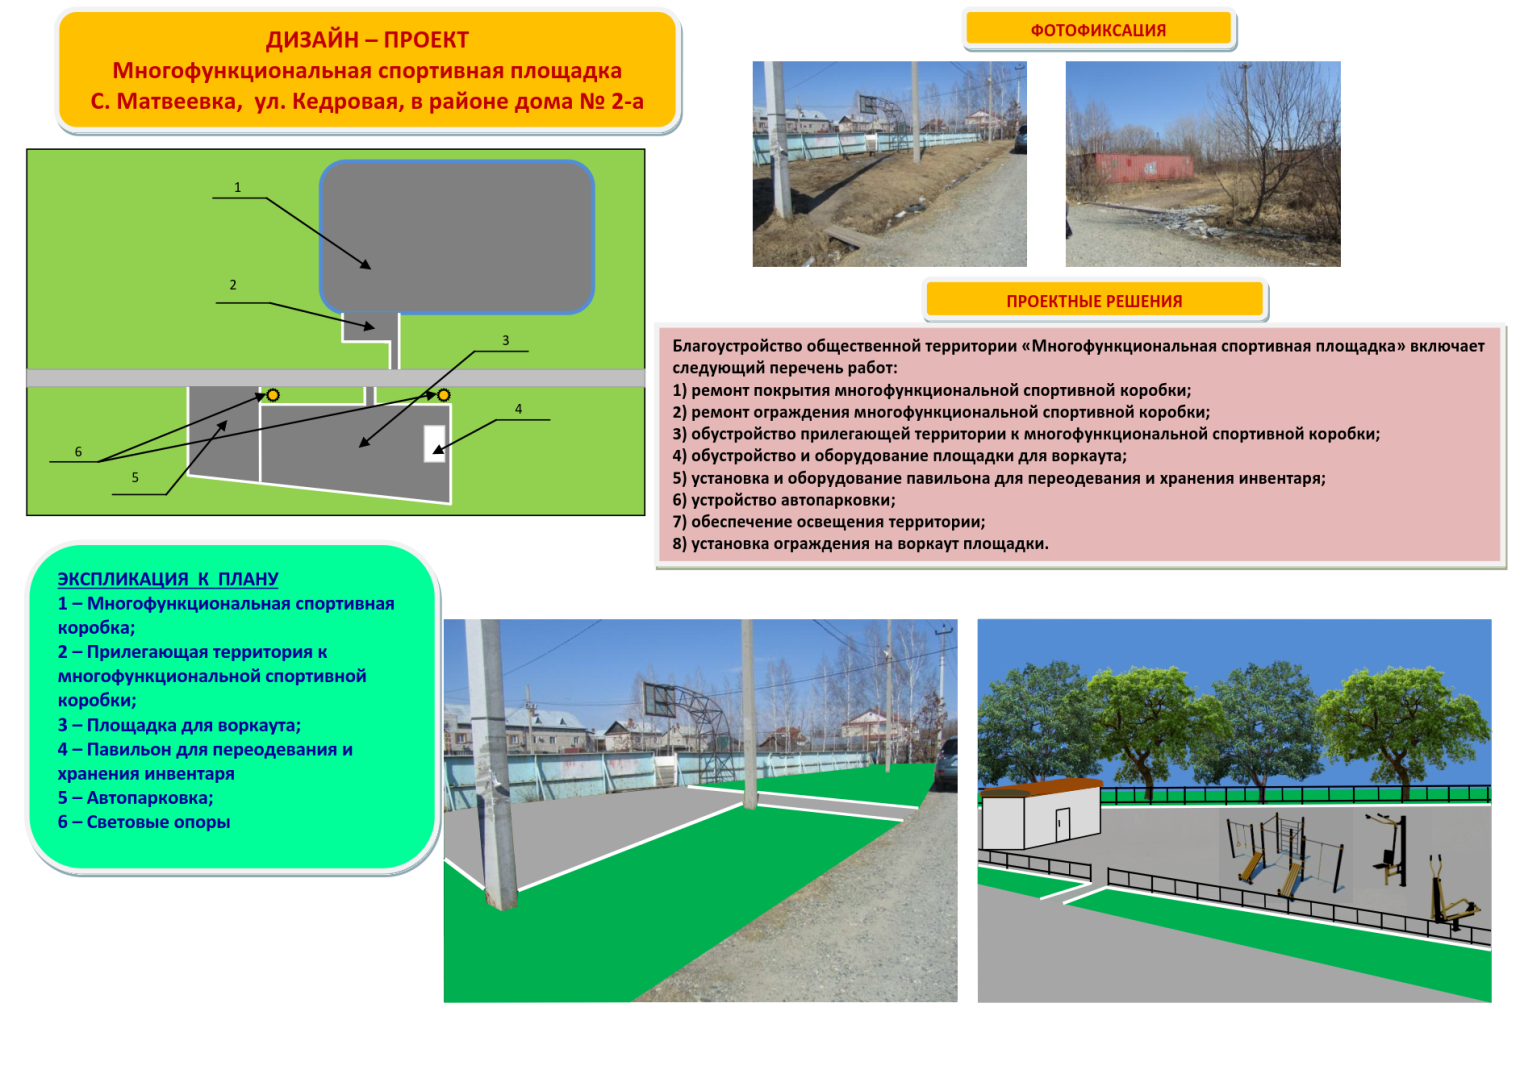 ДИЗАЙН – ПРОЕКТ
Многофункциональная спортивная площадка
С. Матвеевка, ул. Кедровая, в районе дома № 2-а
1
2
3
4
6
5
ЭКСПЛИКАЦИЯ К ПЛАНУ
1 – Многофункциональная спортивная
коробка;
2 – Прилегающая территория к
многофункциональной спортивной
коробки;
3 – Площадка для воркаута;
4 – Павильон для переодевания и
хранения инвентаря
5 – Автопарковка;
6 – Световые опоры
ФОТОФИКСАЦИЯ
ПРОЕКТНЫЕ РЕШЕНИЯ
Благоустройство общественной территории «Многофункциональная спортивная площадка» включает
следующий перечень работ:
1) ремонт покрытия многофункциональной спортивной коробки;
2) ремонт ограждения многофункциональной спортивной коробки;
3) обустройство прилегающей территории к многофункциональной спортивной коробки;
4) обустройство и оборудование площадки для воркаута;
5) установка и оборудование павильона для переодевания и хранения инвентаря;
6) устройство автопарковки;
7) обеспечение освещения территории;
8) установка ограждения на воркаут площадки.